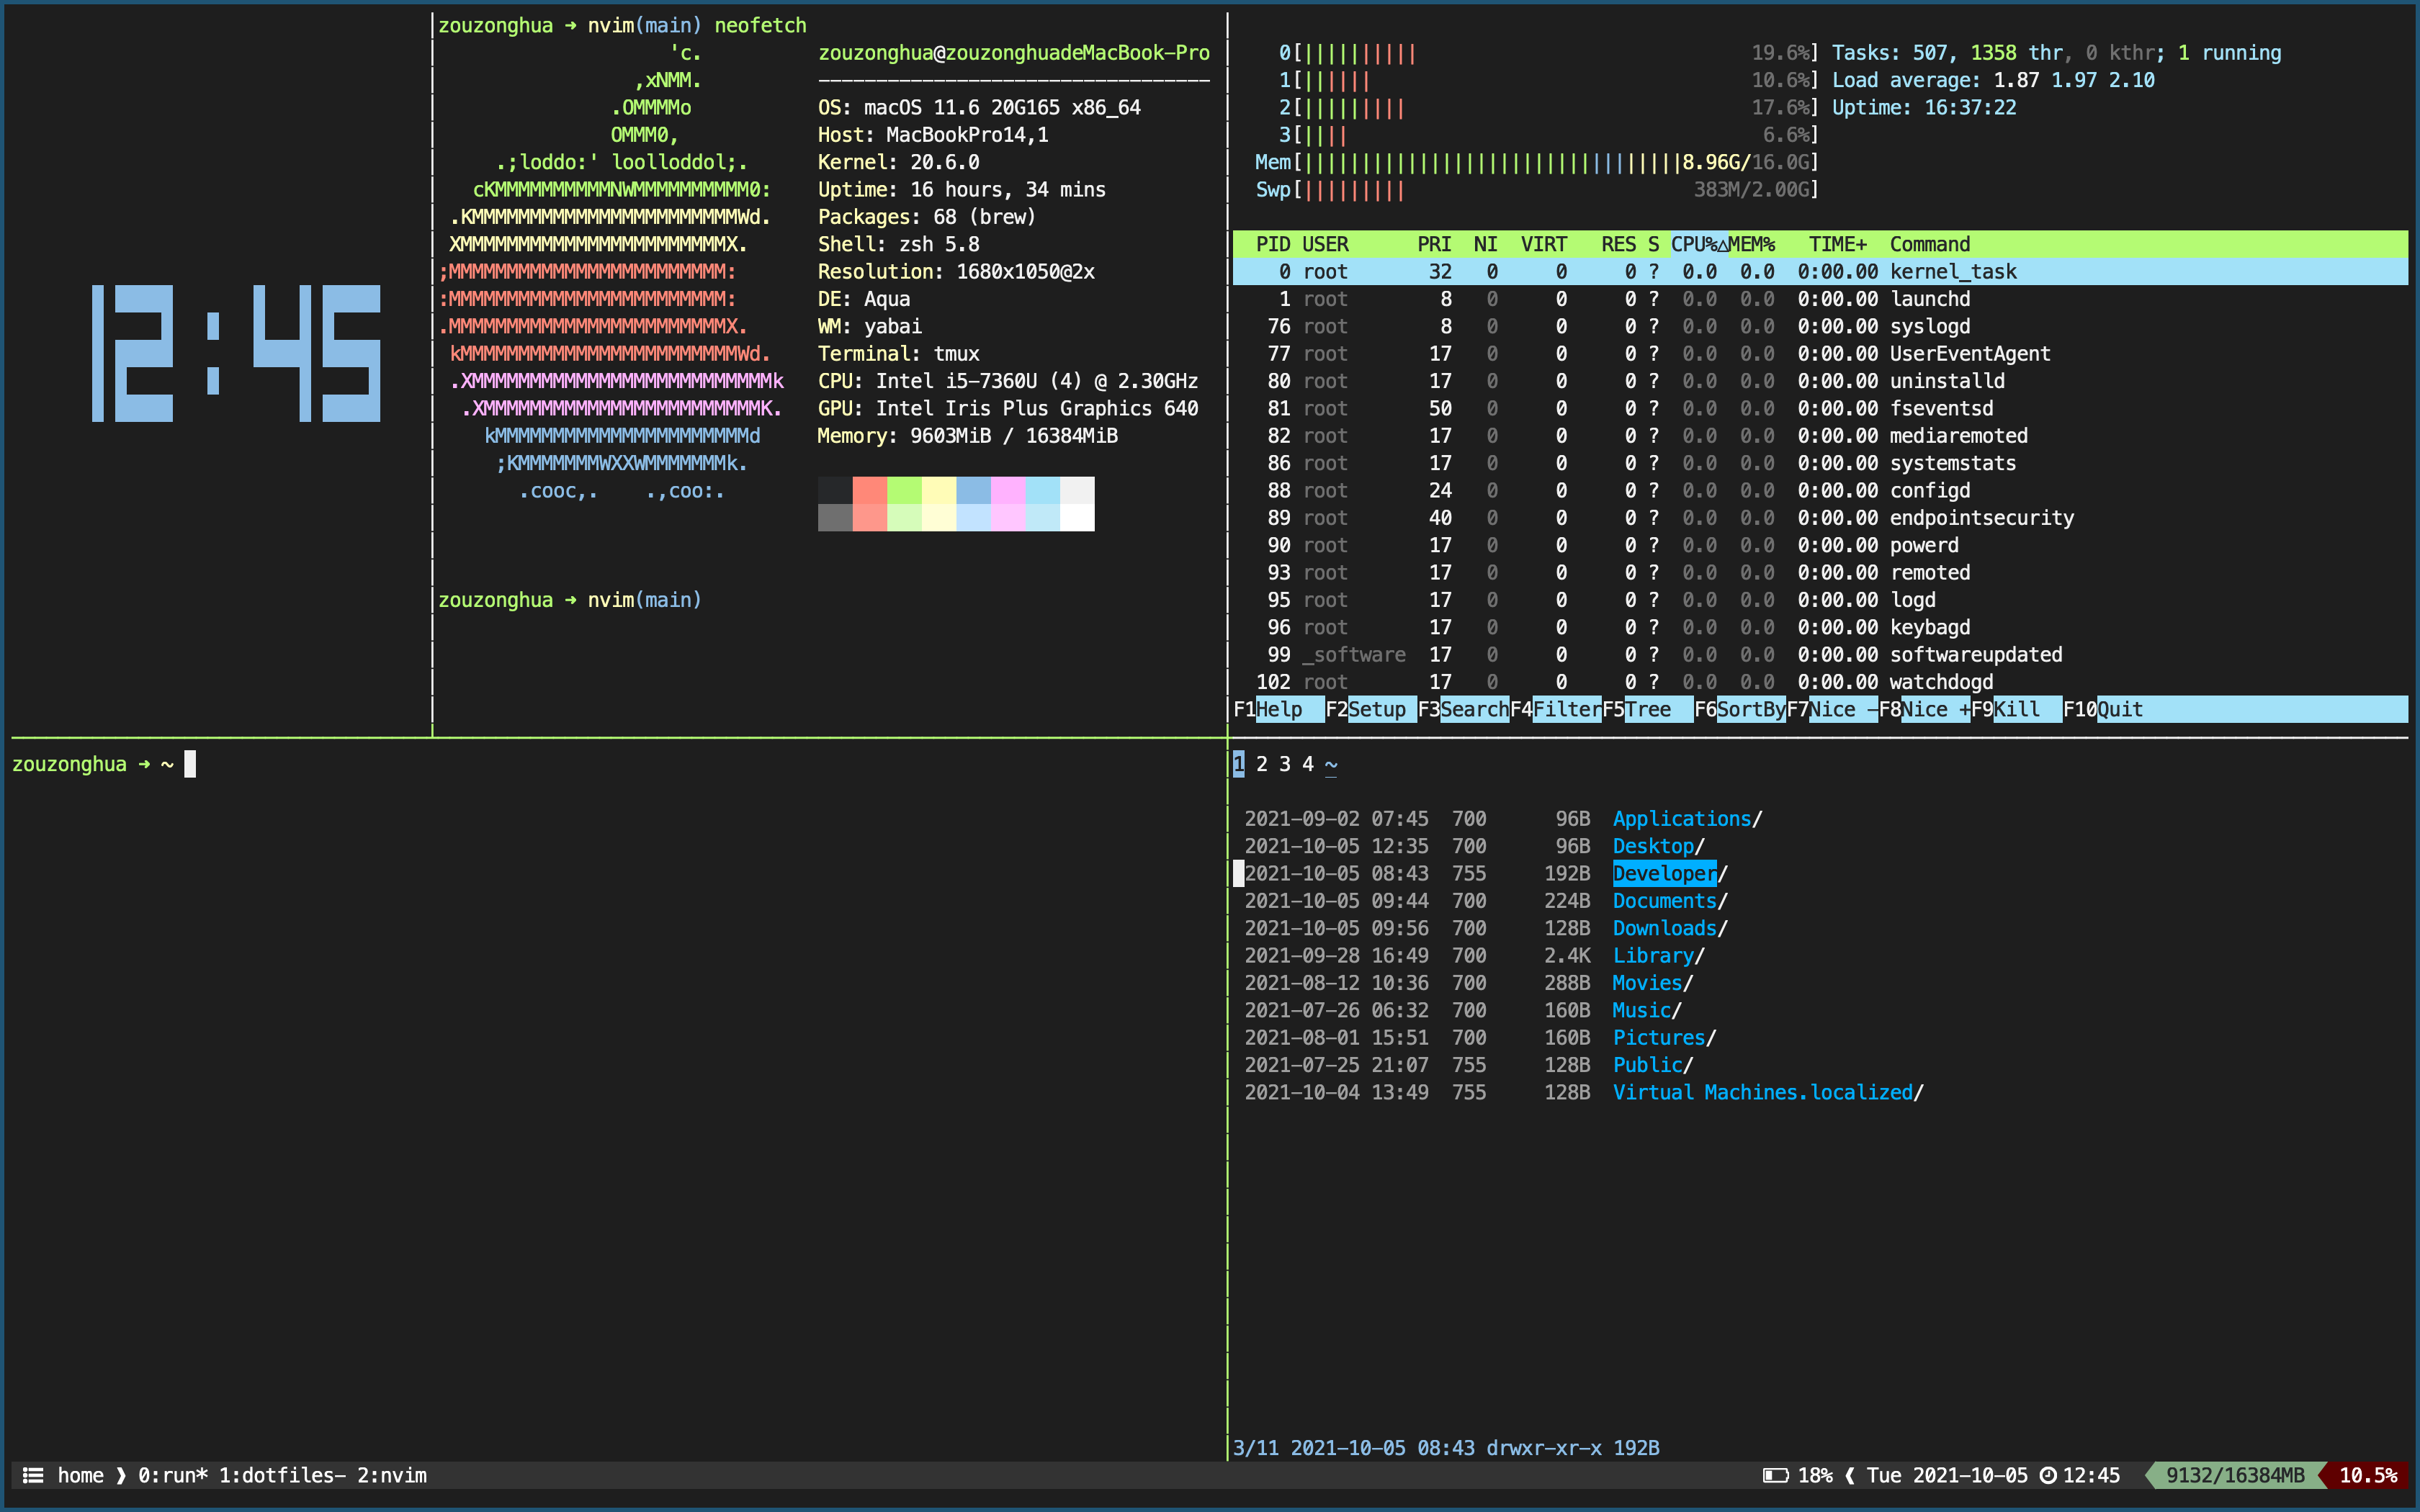 12:45
zouzonghua ➜ nvim(main) neofetch
'c.
,xNMM.
.OMMMMo
OMMM0,
.;loddo:' loolloddol;.
cKMMMMMMMMMMNWMMMMMMMMMM0:
.KMMMMMMMMMMMMMMMMMMMMMMMWd.
XMMMMMMMMMMMMMMMMMMMMMMMX.
;MMMMMMMMMMMMMMMMMMMMMMMM:
:MMMMMMMMMMMMMMMMMMMMMMMM:
.MMMMMMMMMMMMMMMMMMMMMMMMX.
kMMMMMMMMMMMMMMMMMMMMMMMMWd.
.XMMMMMMMMMMMMMMMMMMMMMMMMMMk
.XMMMMMMMMMMMMMMMMMMMMMMMMK.
kMMMMMMMMMMMMMMMMMMMMMMd
;KMMMMMMMWXXWMMMMMMMk.
.cooc,.    .,coo:.
zouzonghua@zouzonghuadeMacBook-Pro
----------------------------------
OS: macOS 11.6 20G165 x86_64
Host: MacBookPro14,1
Kernel: 20.6.0
Uptime: 16 hours, 34 mins
Packages: 68 (brew)
Shell: zsh 5.8
Resolution: 1680x1050@2x
DE: Aqua
WM: yabai
Terminal: tmux
CPU: Intel i5-7360U (4) @ 2.30GHz
GPU: Intel Iris Plus Graphics 640
Memory: 9603MiB / 16384MiB
zouzonghua ➜ nvim(main)
0[|||||||||| 19.6%] Tasks: 507, 1358 thr, 0 kthr; 1 running
1[|||||| 10.6%] Load average: 1.87 1.97 2.10
2[||||||||| 17.6%] Uptime: 16:37:22
3[|||| 6.6%]
Mem[|||||||||||||||||||||||||||||||||8.96G/16.0G]
Swp[||||||||| 383M/2.00G]
PID USER PRI NI VIRT RES S CPU%△MEM% TIME+ Command
0 root 32 0 0 0 ? 0.0 0.0 0:00.00 kernel_task
1 root 8 0 0 0 ? 0.0 0.0 0:00.00 launchd
76 root 8 0 0 0 ? 0.0 0.0 0:00.00 syslogd
77 root 17 0 0 0 ? 0.0 0.0 0:00.00 UserEventAgent
80 root 17 0 0 0 ? 0.0 0.0 0:00.00 uninstalld
81 root 50 0 0 0 ? 0.0 0.0 0:00.00 fseventsd
82 root 17 0 0 0 ? 0.0 0.0 0:00.00 mediaremoted
86 root 17 0 0 0 ? 0.0 0.0 0:00.00 systemstats
88 root 24 0 0 0 ? 0.0 0.0 0:00.00 configd
89 root 40 0 0 0 ? 0.0 0.0 0:00.00 endpointsecurity
90 root 17 0 0 0 ? 0.0 0.0 0:00.00 powerd
93 root 17 0 0 0 ? 0.0 0.0 0:00.00 remoted
95 root 17 0 0 0 ? 0.0 0.0 0:00.00 logd
96 root 17 0 0 0 ? 0.0 0.0 0:00.00 keybagd
99 _software 17 0 0 0 ? 0.0 0.0 0:00.00 softwareupdated
102 root 17 0 0 0 ? 0.0 0.0 0:00.00 watchdogd
F1Help F2Setup F3SearchF4FilterF5Tree F6SortByF7Nice -F8Nice +F9Kill F10Quit
zouzonghua ➜ ~
1 2 3 4 ~
2021-09-02 07:45 700 96B Applications/
2021-10-05 12:35 700 96B Desktop/
2021-10-05 08:43 755 192B Developer/
2021-10-05 09:44 700 224B Documents/
2021-10-05 09:56 700 128B Downloads/
2021-09-28 16:49 700 2.4K Library/
2021-08-12 10:36 700 288B Movies/
2021-07-26 06:32 700 160B Music/
2021-08-01 15:51 700 160B Pictures/
2021-07-25 21:07 755 128B Public/
2021-10-04 13:49 755 128B Virtual Machines.localized/
3/11 2021-10-05 08:43 drwxr-xr-x 192B
home ❯ 0:run* 1:dotfiles- 2:nvim
18% ❮ Tue 2021-10-05 12:45 9132/16384MB 10.5%